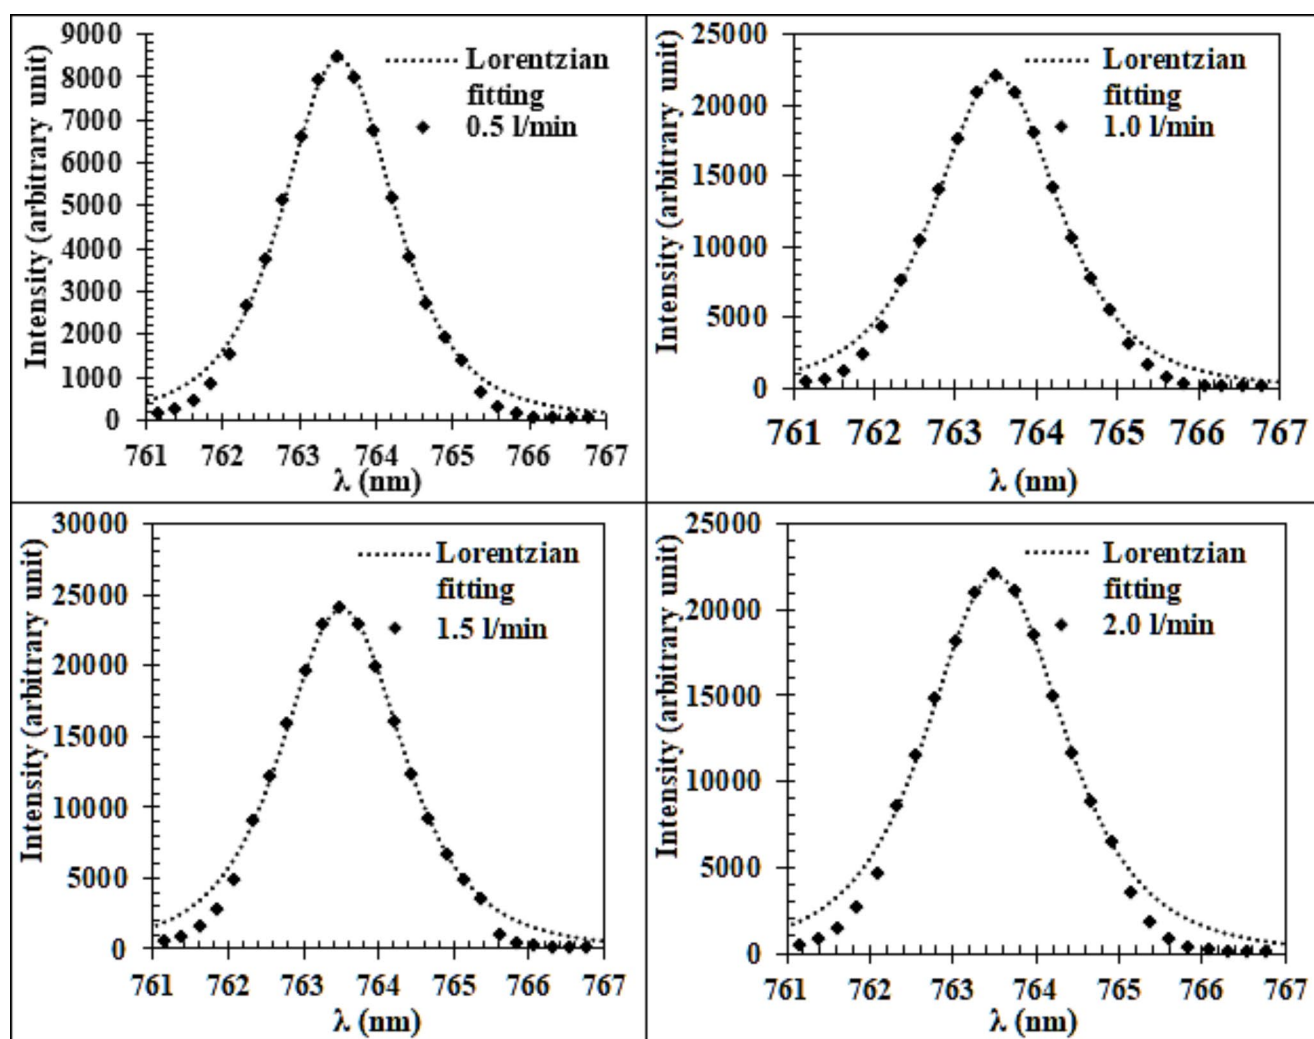 9000
8000
7000
6000
5000
4000
3000
2000
1000
0
Intensity (arbitrary unit)
Lorentzian
fitting
0.5 l/min
761 762 763 764 765 766 767
λ (nm)
25000
20000
15000
10000
5000
0
Intensity (arbitrary unit)
Lorentzian
fitting
1.0 l/min
761 762 763 764 765 766 767
λ (nm)
30000
25000
20000
15000
10000
5000
0
Intensity (arbitrary unit)
Lorentzian
fitting
1.5 l/min
761 762 763 764 765 766 767
λ (nm)
25000
20000
15000
10000
5000
0
Intensity (arbitrary unit)
Lorentzian
fitting
2.0 l/min
761 762 763 764 765 766 767
λ (nm)